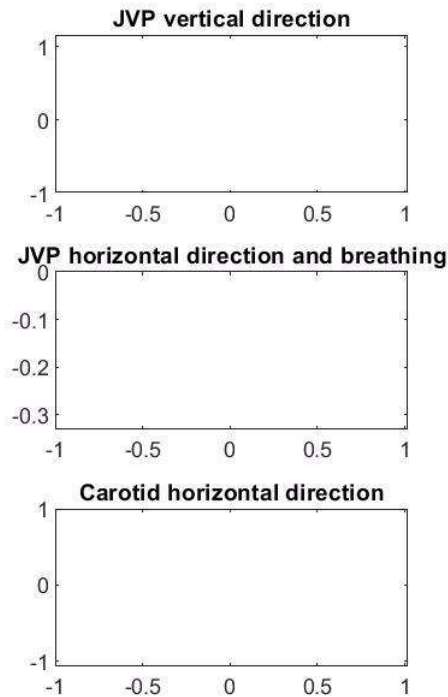 JVP vertical direction
1
0
-1
-1 -0.5 0 0.5 1
JVP horizontal direction and breathing
0
-0.1
-0.2
-0.3
-1 -0.5 0 0.5 1
Carotid horizontal direction
1
0
-1
-1 -0.5 0 0.5 1